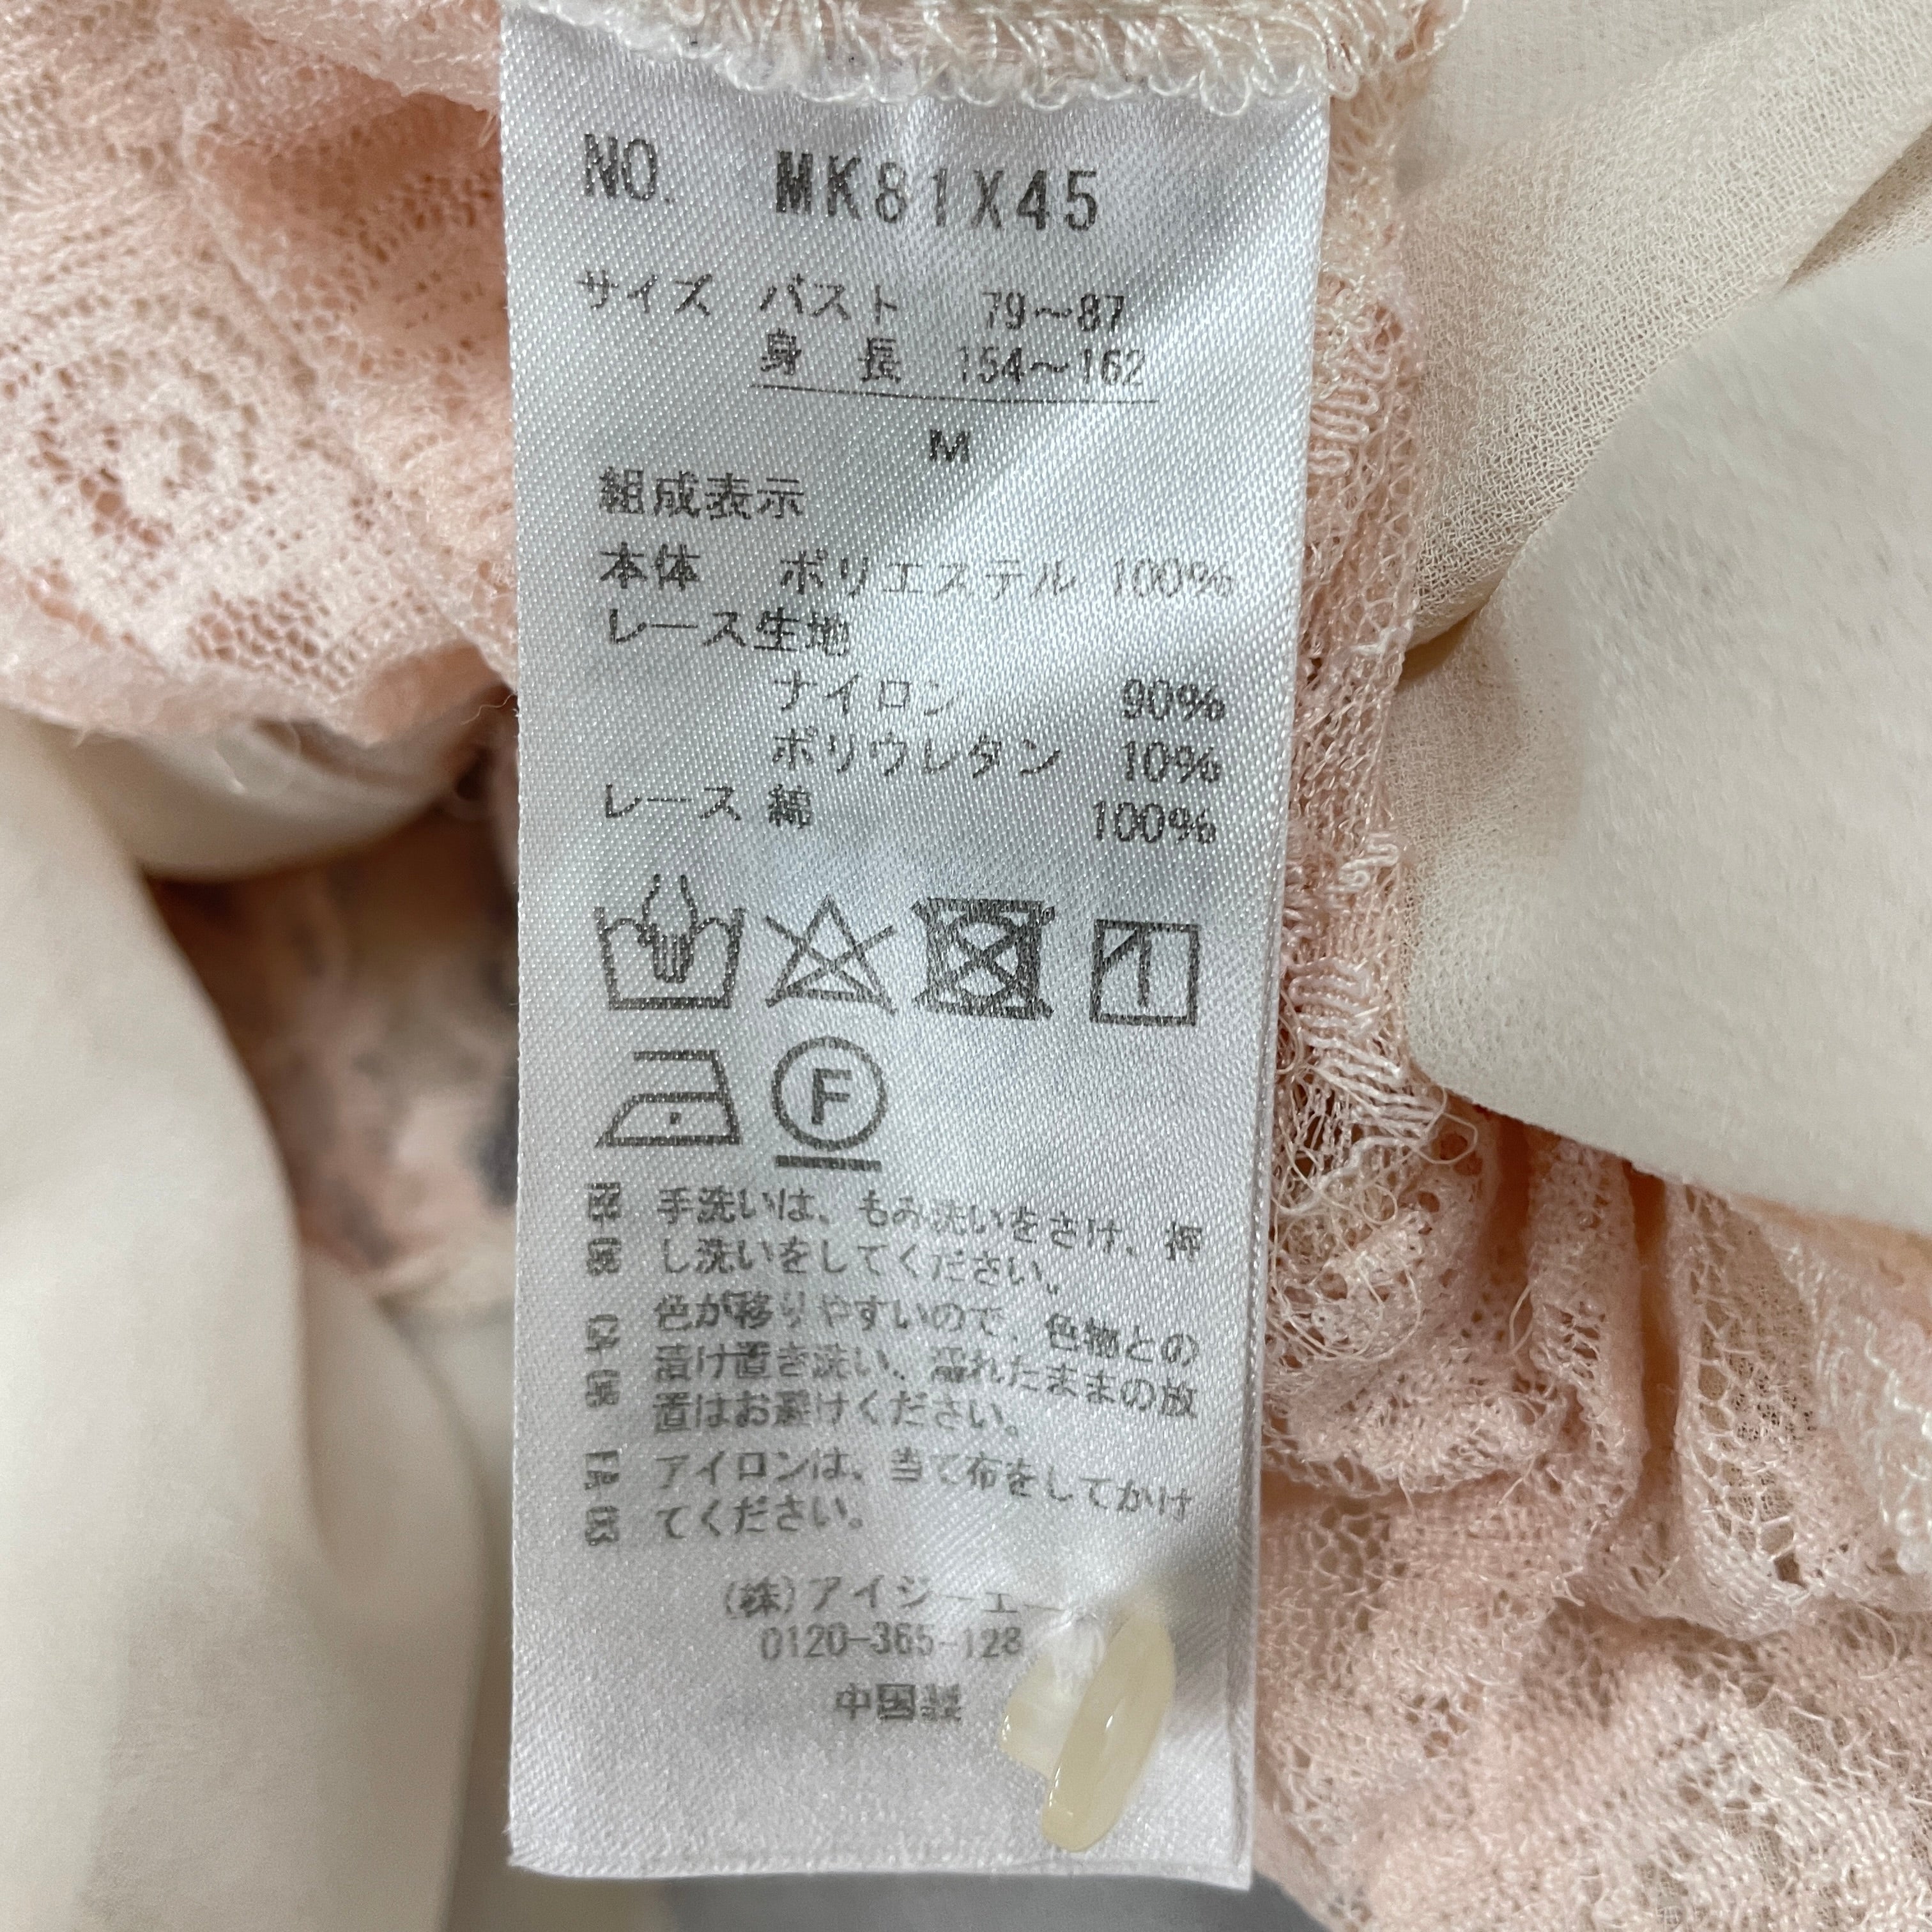 NO. MK81X45
サイズ バスト 79～87
身 長 154～162
M
組成表示
本体 ポリエステル 100%
レース生地
ナイロン 90%
ポリウレタン 10%
レース 綿 100%
F
手洗いは、もみ洗いをさけ、押
し洗いをしてください。
色が移りやすいので、色物との
漬け置き洗い、濡れたままの放
置はお避けください。
アイロンは、当て布をしてかけ
てください。
(株)アイジーエー
0120-365-128
中国製